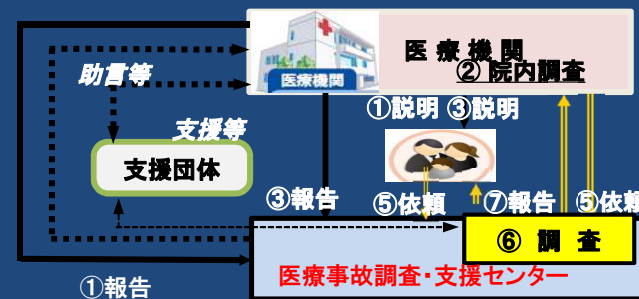 医療機関
② 院内調査
医療機関
助言等
①説明 ③説明
支援等
支援団体
③報告
⑤依頼
⑦報告
⑤依頼
⑥ 調 査
医療事故調査・支援センター
①報告